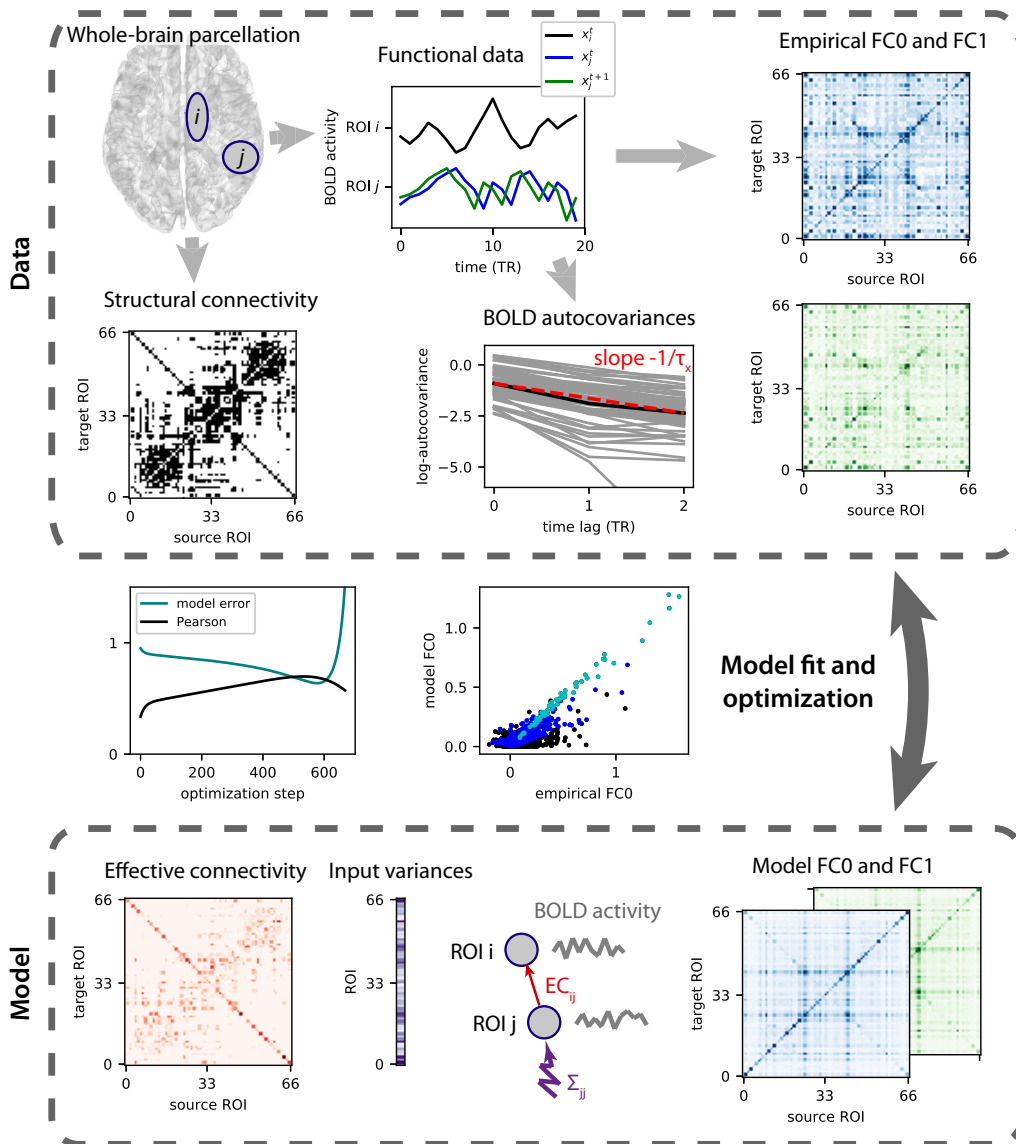 Whole-brain parcellation
i
j
Functional data
x_i^t
x_j^t
x_j^{t+1}
BOLD activity
ROI i
ROI j
0
10
20
time (TR)
Empirical FC0 and FC1
target ROI
66
33
0
0
33
66
source ROI
Data
Structural connectivity
target ROI
66
33
0
0
33
66
source ROI
BOLD autocovariances
slope -1/τ_x
log-autocovariance
0.0
−2.5
−5.0
0
1
2
time lag (TR)
target ROI
66
33
0
0
33
66
source ROI
model error
Pearson
1
0
0
200
400
600
optimization step
model FC0
1.0
0.5
0.0
0
1
empirical FC0
Model fit and
optimization
Model
Effective connectivity
target ROI
66
33
0
0
33
66
source ROI
Input variances
ROI
66
33
0
BOLD activity
ROI i
EC_ij
ROI j
Σ_jj
Model FC0 and FC1
target ROI
66
33
0
0
33
66
source ROI